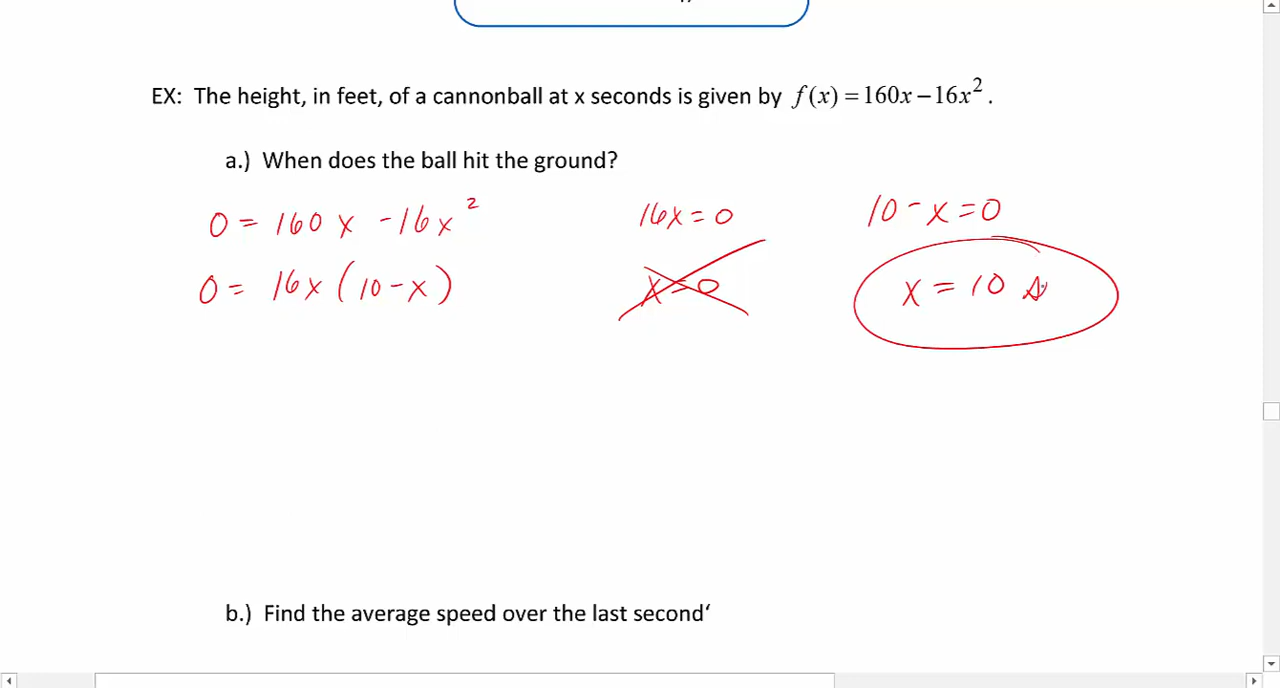 EX: The height, in feet, of a cannonball at x seconds is given by f(x) = 160x − 16x².
a.) When does the ball hit the ground?
0 = 160x - 16x²
16x = 0
10 - x = 0
0 = 16x (10 - x)
x = 0
x = 10 s
b.) Find the average speed over the last second‘